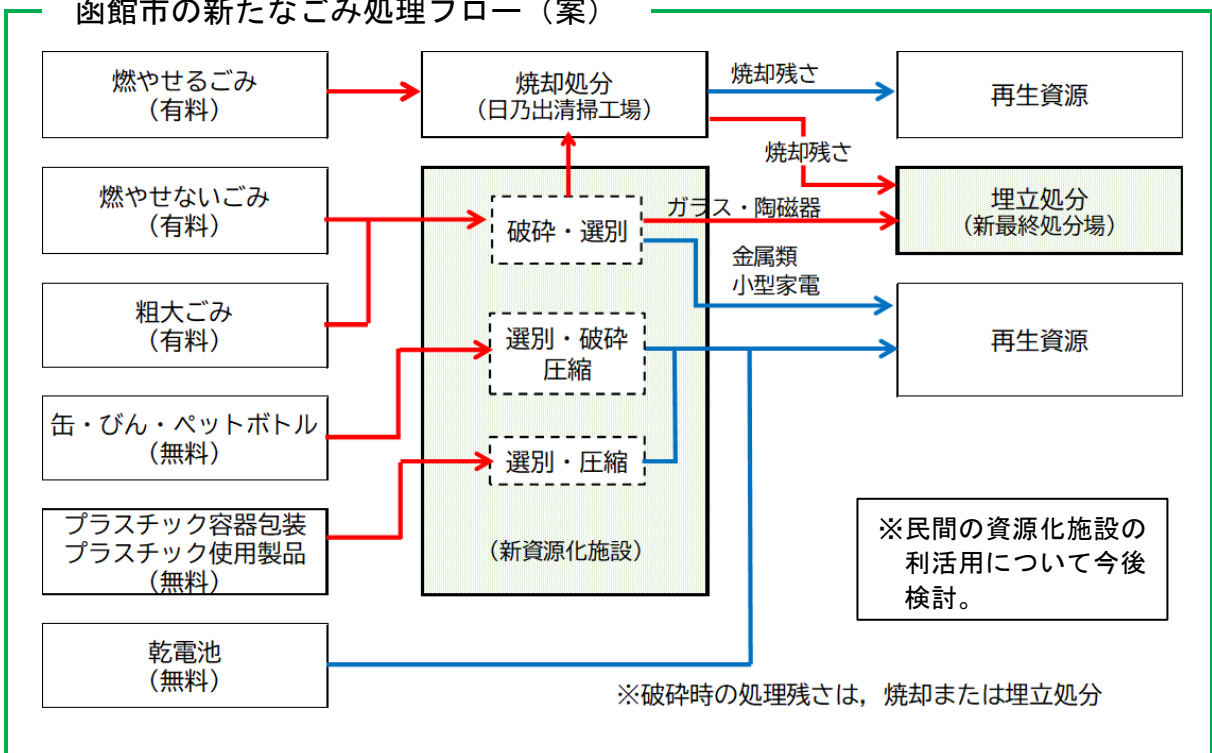 函館市の新たなごみ処理フロー（案）
燃やせるごみ
（有料）
焼却処分
（日乃出清掃工場）
焼却残さ
再生資源
焼却残さ
燃やせないごみ
（有料）
破砕・選別
ガラス・陶磁器
埋立処分
（新最終処分場）
金属類
小型家電
粗大ごみ
（有料）
選別・破砕
圧縮
再生資源
缶・びん・ペットボトル
（無料）
選別・圧縮
プラスチック容器包装
プラスチック使用製品
（無料）
（新資源化施設）
※民間の資源化施設の
利活用について今後
検討。
乾電池
（無料）
※破砕時の処理残さは，焼却または埋立処分